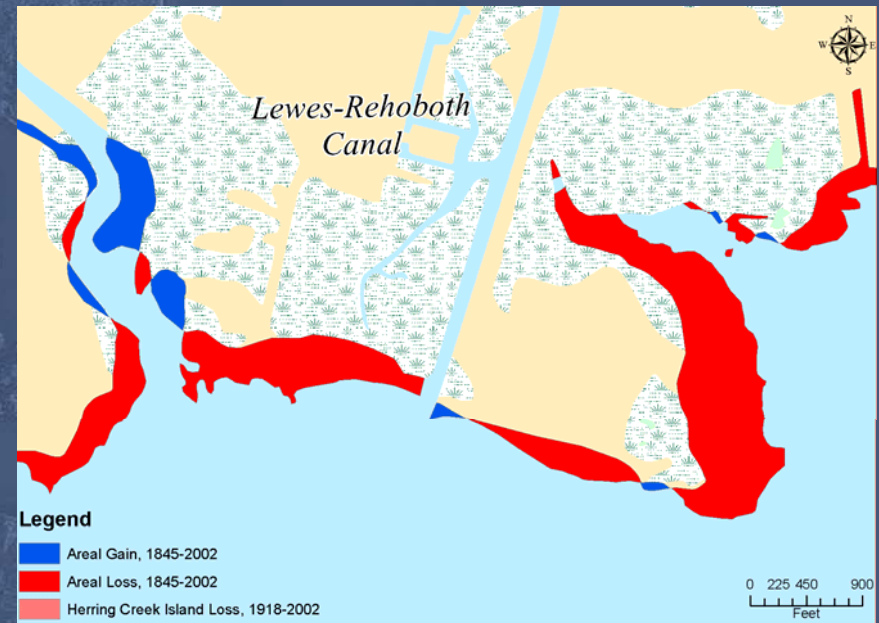 N
W E
S
Lewes-Rehoboth
Canal
Legend
Areal Gain, 1845-2002
Areal Loss, 1845-2002
Herring Creek Island Loss, 1918-2002
0 225 450 900
Feet